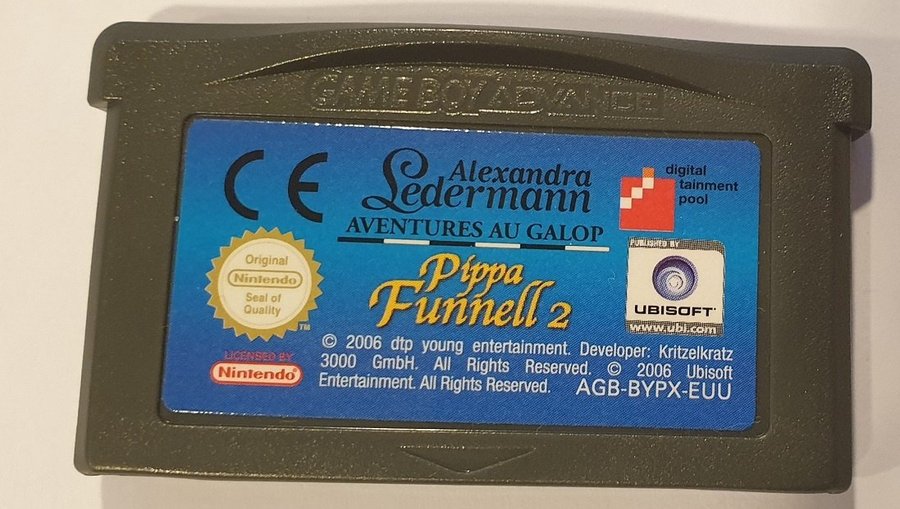 GAME BOY ADVANCE
CE
Alexandra
Ledermann
AVENTURES AU GALOP
digital
tainment
pool
Pippa
Funnell 2
Original
Nintendo
Seal of
Quality
TM
PUBLISHED BY
UBISOFT
www.ubi.com
LICENSED BY
Nintendo
© 2006 dtp young entertainment. Developer: Kritzelkratz
3000 GmbH. All Rights Reserved. © 2006 Ubisoft
Entertainment. All Rights Reserved. AGB-BYPX-EUU